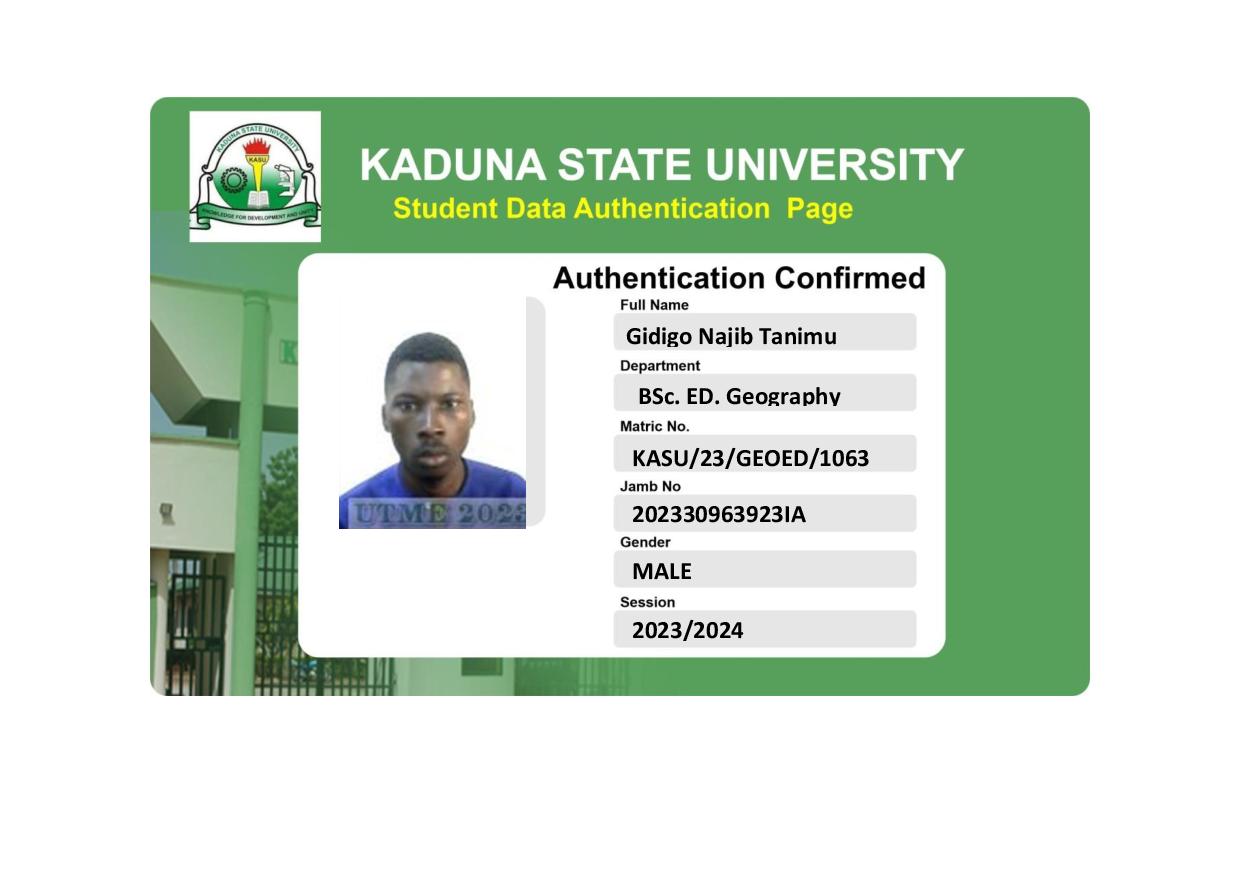 KADUNA STATE UNIVERSITY
KASU
KNOWLEDGE FOR DEVELOPMENT AND UNITY
KADUNA STATE UNIVERSITY
Student Data Authentication Page
Authentication Confirmed
Full Name
Gidigo Najib Tanimu
Department
BSc. ED. Geography
Matric No.
KASU/23/GEOED/1063
Jamb No
202330963923IA
Gender
MALE
Session
2023/2024
UTME 2023
K